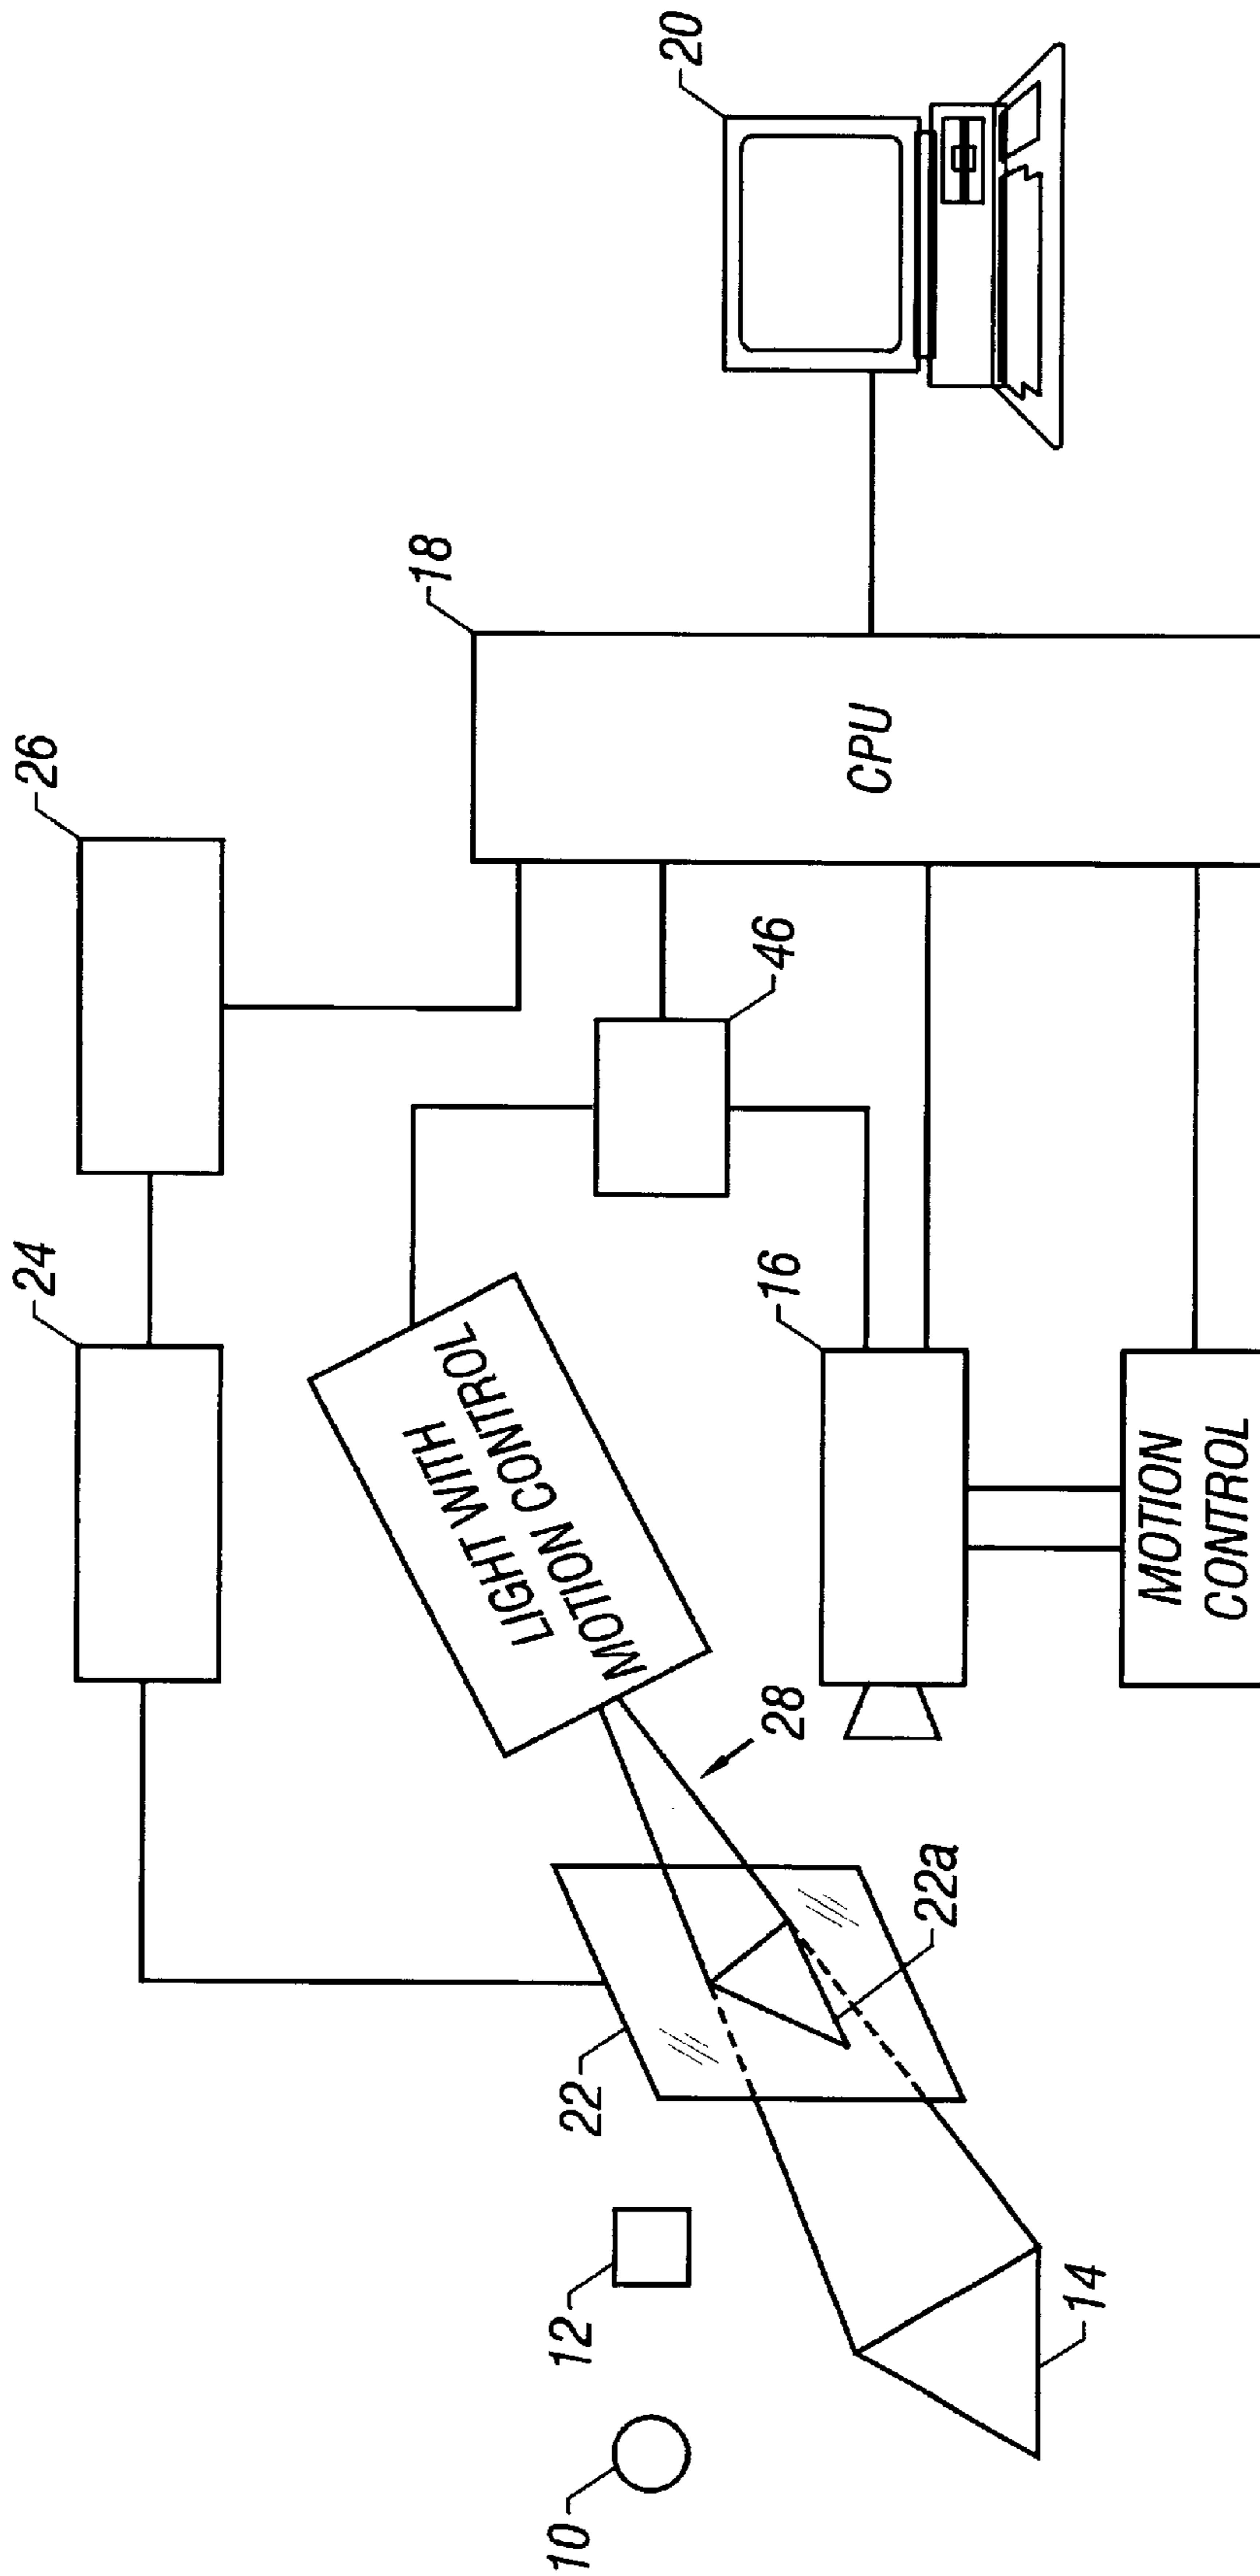 24
26
18
20
LIGHT WITH
MOTION CONTROL
46
16
CPU
28
22
22a
12
10
14
MOTION
CONTROL